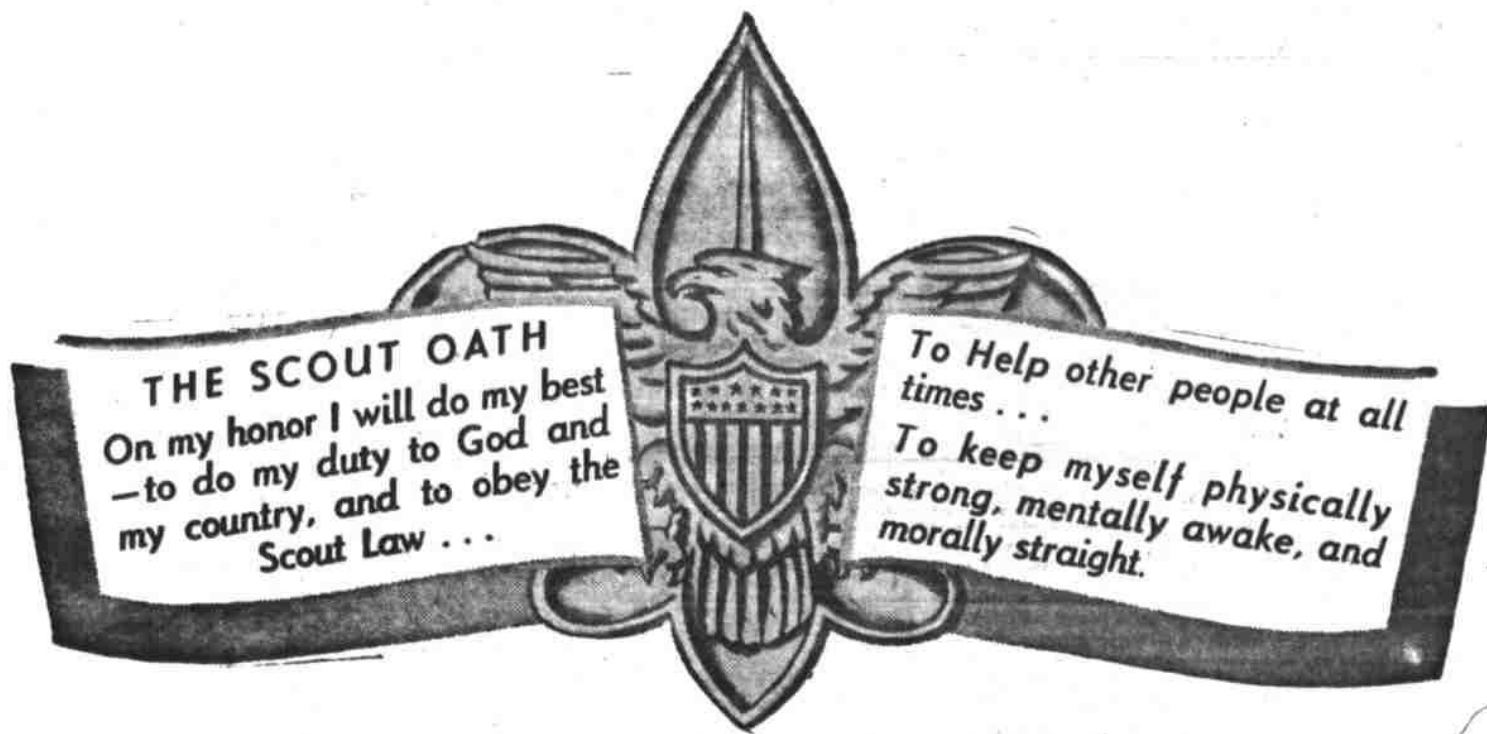 THE SCOUT OATH
On my honor I will do my best
—to do my duty to God and
my country, and to obey the
Scout Law . . .
To Help other people at all
times . . .
To keep myself physically
strong, mentally awake, and
morally straight.